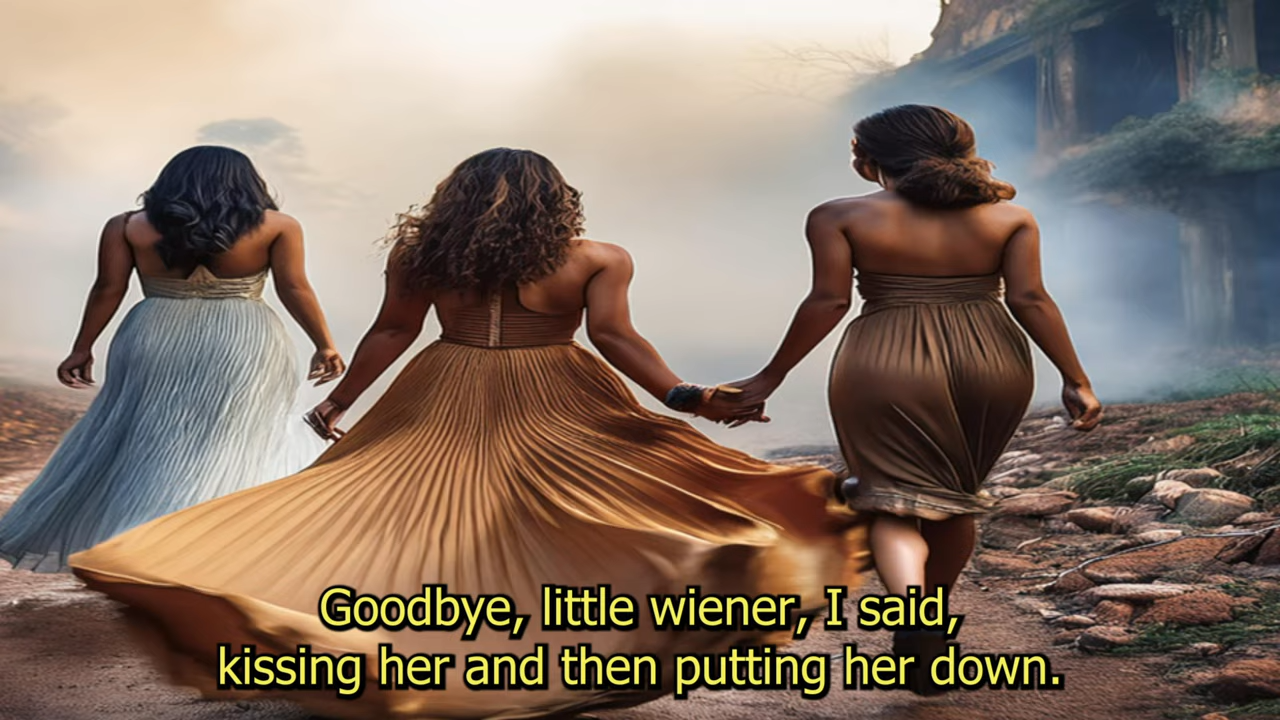 Goodbye, little wiener, I said,
kissing her and then putting her down.